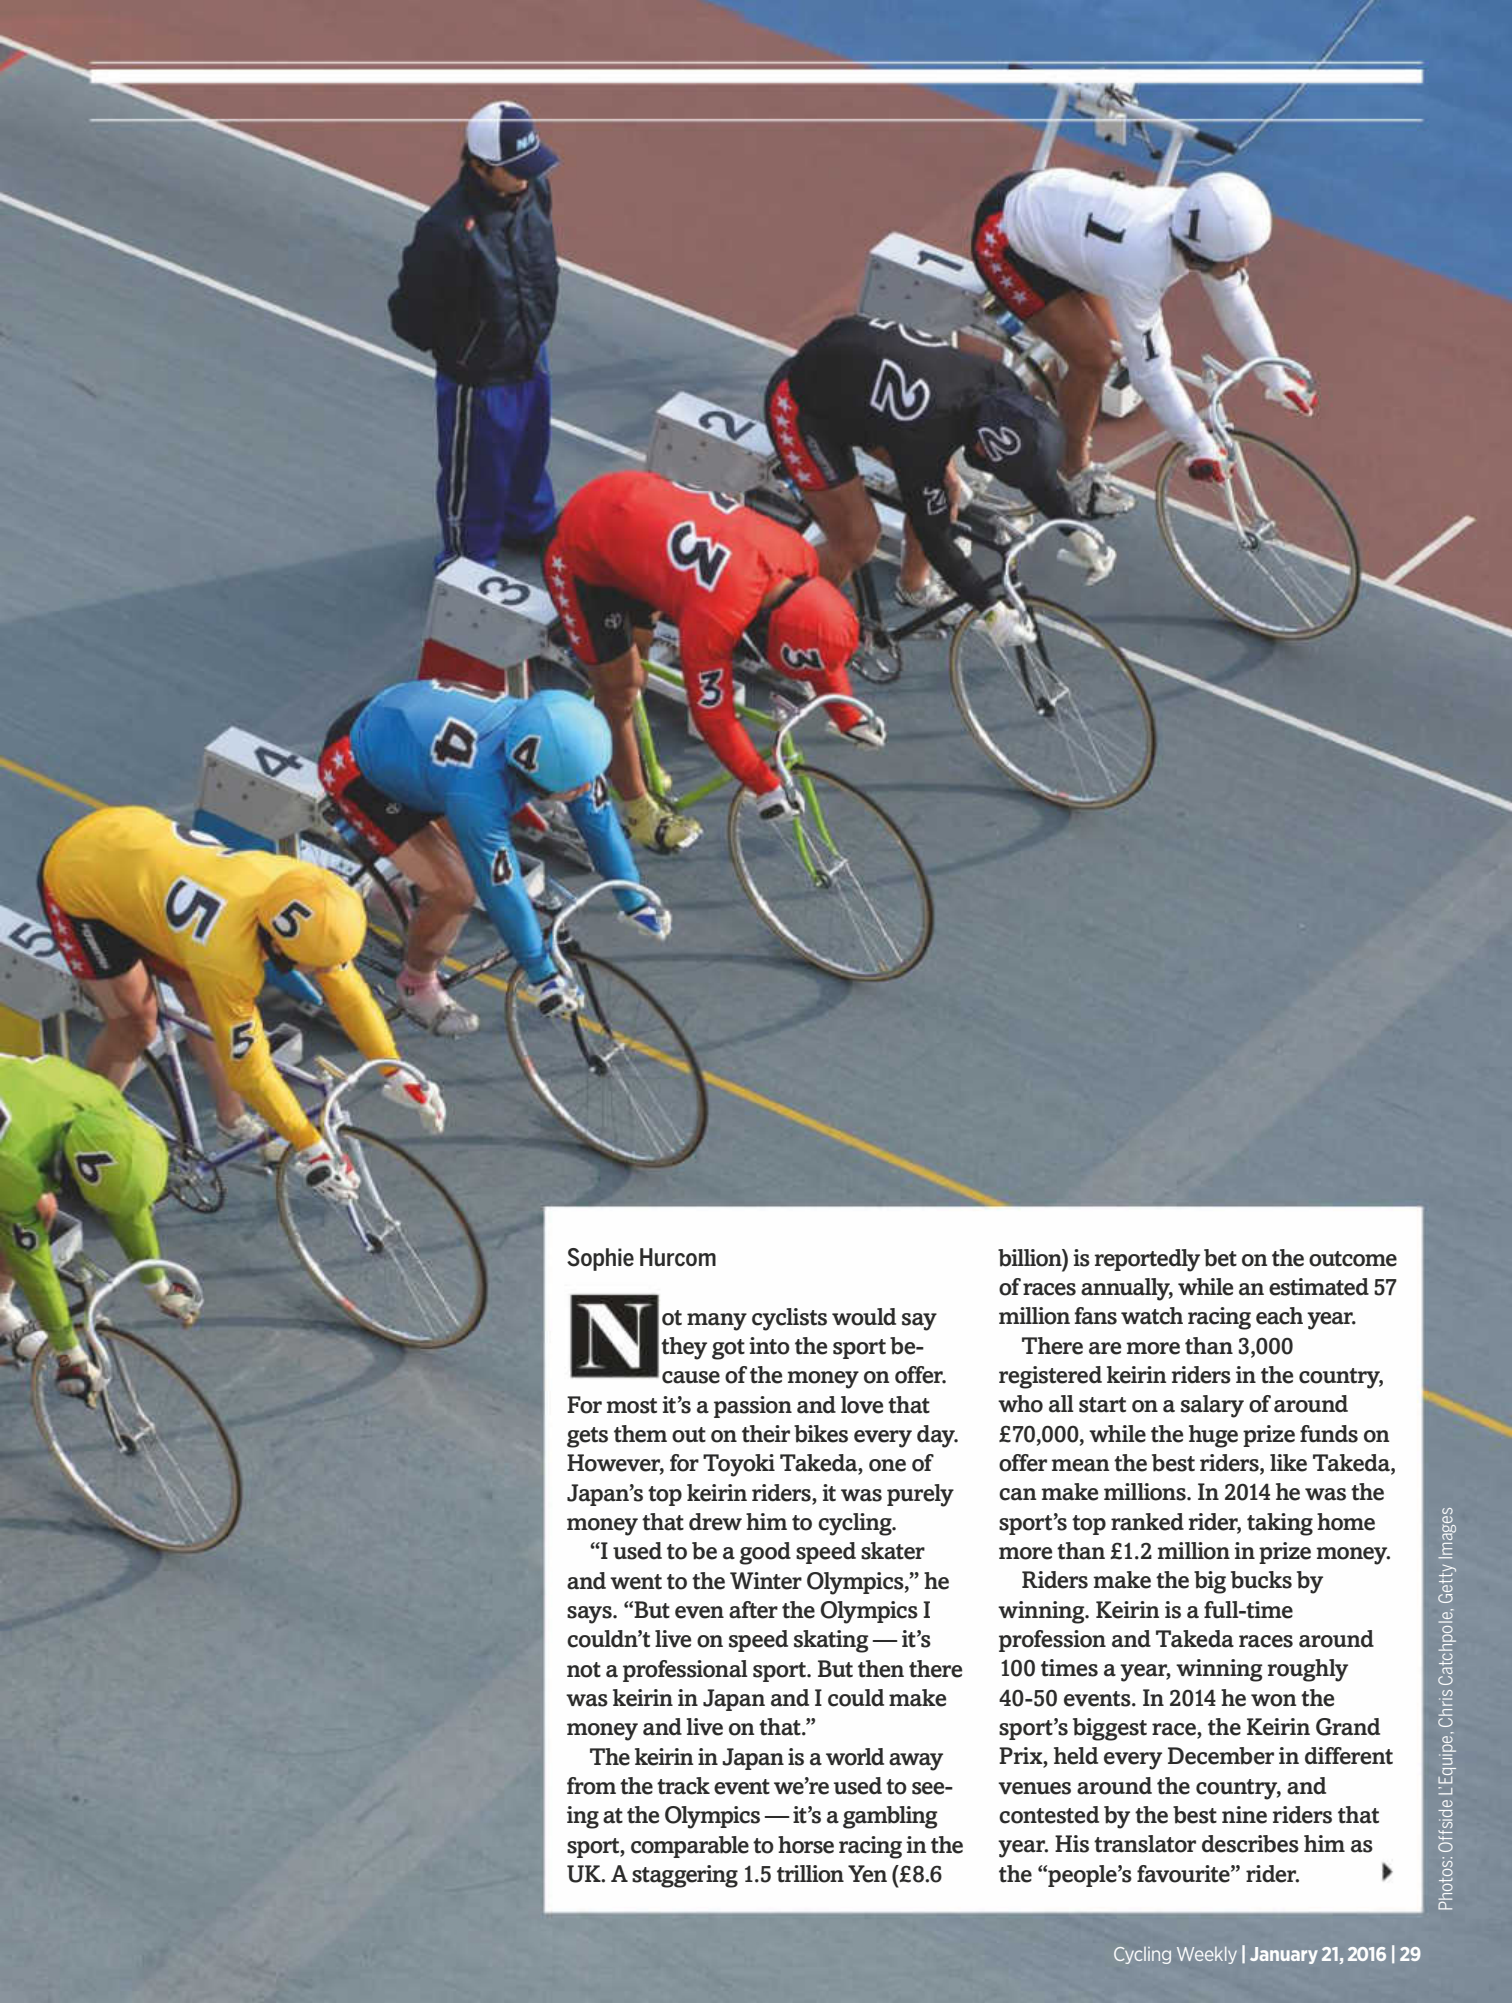 1
1
1
1
2
2
2
2
3
3
3
3
4
4
4
4
5
5
5
5
6
6
Sophie Hurcom
Not many cyclists would say
they got into the sport be-
cause of the money on offer.
For most it’s a passion and love that
gets them out on their bikes every day.
However, for Toyoki Takeda, one of
Japan’s top keirin riders, it was purely
money that drew him to cycling.
“I used to be a good speed skater
and went to the Winter Olympics,” he
says. “But even after the Olympics I
couldn’t live on speed skating — it’s
not a professional sport. But then there
was keirin in Japan and I could make
money and live on that.”
The keirin in Japan is a world away
from the track event we’re used to see-
ing at the Olympics — it’s a gambling
sport, comparable to horse racing in the
UK. A staggering 1.5 trillion Yen (£8.6
billion) is reportedly bet on the outcome
of races annually, while an estimated 57
million fans watch racing each year.
There are more than 3,000
registered keirin riders in the country,
who all start on a salary of around
£70,000, while the huge prize funds on
offer mean the best riders, like Takeda,
can make millions. In 2014 he was the
sport’s top ranked rider, taking home
more than £1.2 million in prize money.
Riders make the big bucks by
winning. Keirin is a full-time
profession and Takeda races around
100 times a year, winning roughly
40-50 events. In 2014 he won the
sport’s biggest race, the Keirin Grand
Prix, held every December in different
venues around the country, and
contested by the best nine riders that
year. His translator describes him as
the “people’s favourite” rider.
Photos: Offside L’Equipe, Chris Catchpole, Getty Images
Cycling Weekly | January 21, 2016 | 29